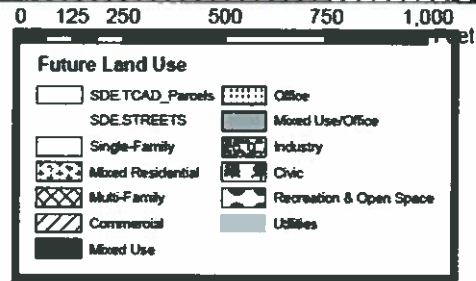 0 125 250 500 750 1,000
Feet
Future Land Use
SDE.TCAD_Parcels
SDE.STREETS
Single-Family
Mixed Residential
Multi-Family
Commercial
Mixed Use
Office
Mixed Use/Office
Industry
Civic
Recreation & Open Space
Utilities